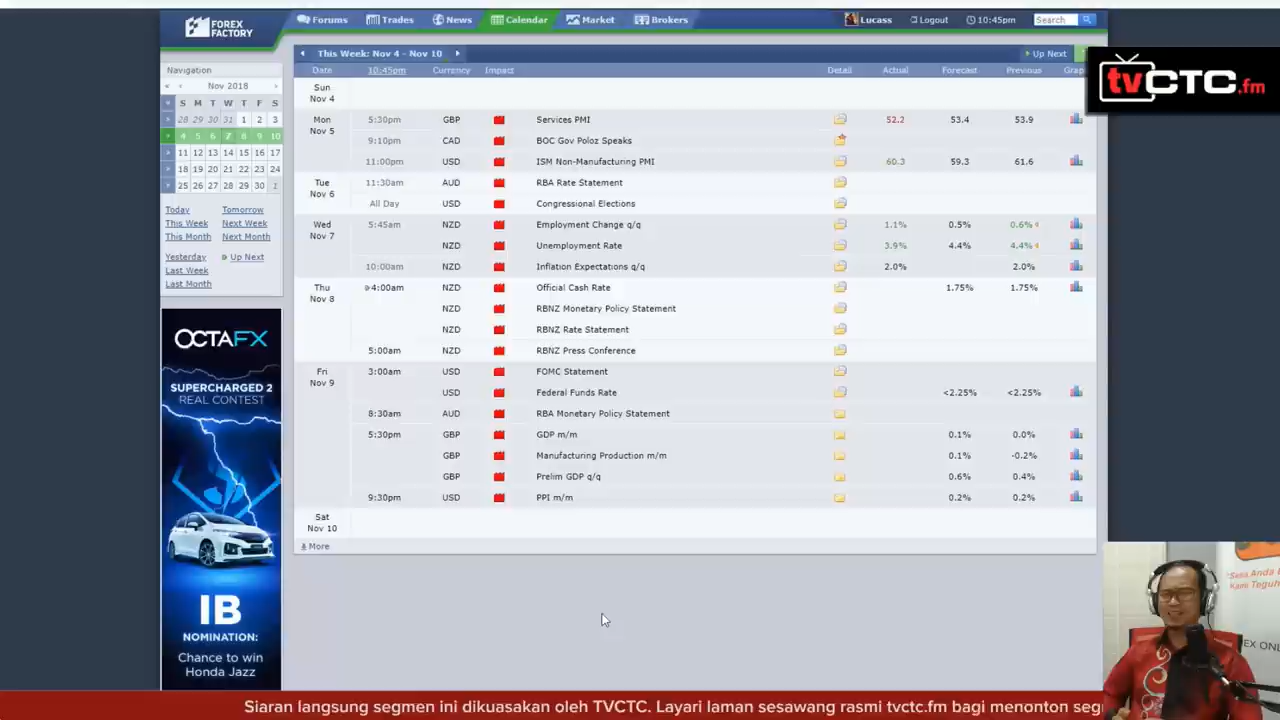 FOREX FACTORY
Forums Trades News Calendar Market Brokers Lucass Logout 10:45pm Search
This Week: Nov 4 - Nov 10 Up Next
Date 10:45pm Currency Impact Detail Actual Forecast Previous Grap
Sun Nov 4
Mon Nov 5 5:30pm GBP Services PMI 52.2 53.4 53.9
9:10pm CAD BOC Gov Poloz Speaks
11:00pm USD ISM Non-Manufacturing PMI 60.3 59.3 61.6
Tue Nov 6 11:30am AUD RBA Rate Statement
All Day USD Congressional Elections
Wed Nov 7 5:45am NZD Employment Change q/q 1.1% 0.5% 0.6%
NZD Unemployment Rate 3.9% 4.4% 4.4%
10:00am NZD Inflation Expectations q/q 2.0% 2.0%
Thu Nov 8 4:00am NZD Official Cash Rate 1.75% 1.75%
NZD RBNZ Monetary Policy Statement
NZD RBNZ Rate Statement
5:00am NZD RBNZ Press Conference
Fri Nov 9 3:00am USD FOMC Statement
USD Federal Funds Rate <2.25% <2.25%
8:30am AUD RBA Monetary Policy Statement
5:30pm GBP GDP m/m 0.1% 0.0%
GBP Manufacturing Production m/m 0.1% -0.2%
GBP Prelim GDP q/q 0.6% 0.4%
9:30pm USD PPI m/m 0.2% 0.2%
Sat Nov 10
More
Navigation
Nov 2018
S M T W T F S
28 29 30 31 1 2 3
4 5 6 7 8 9 10
11 12 13 14 15 16 17
18 19 20 21 22 23 24
25 26 27 28 29 30 1
Today Tomorrow
This Week Next Week
This Month Next Month
Yesterday Up Next
Last Week
Last Month
OCTAFX
SUPERCHARGED 2
REAL CONTEST
IB
NOMINATION:
Chance to win
Honda Jazz
tvCTC.fm
"Sesa Anda
Kami Teguh
EX ONL
Siaran langsung segmen ini dikuasakan oleh TVCTC. Layari laman sesawang rasmi tvctc.fm bagi menonton seg